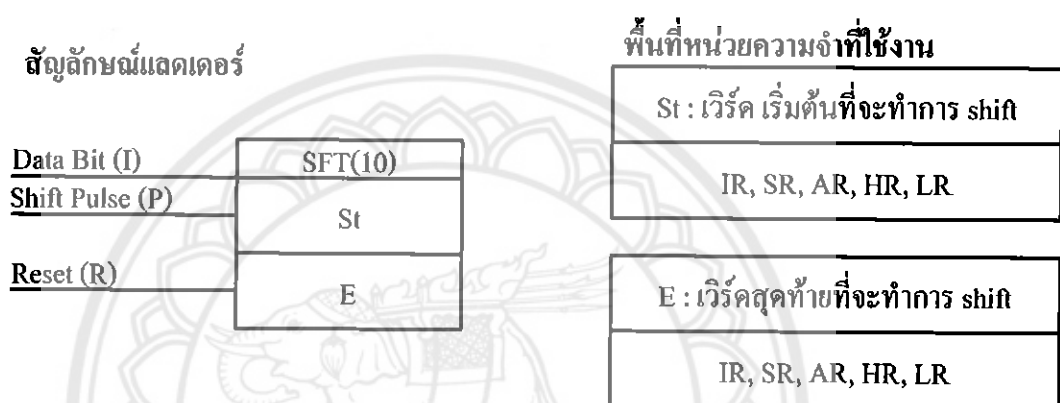 สัญลักษณ์แลดเดอร์
Data Bit (I)
Shift Pulse (P)
Reset (R)
SFT(10)
St
E
พื้นที่หน่วยความจำที่ใช้งาน
St : เวิร์ด เริ่มต้นที่จะทำการ shift
IR, SR, AR, HR, LR
E : เวิร์ดสุดท้ายที่จะทำการ shift
IR, SR, AR, HR, LR